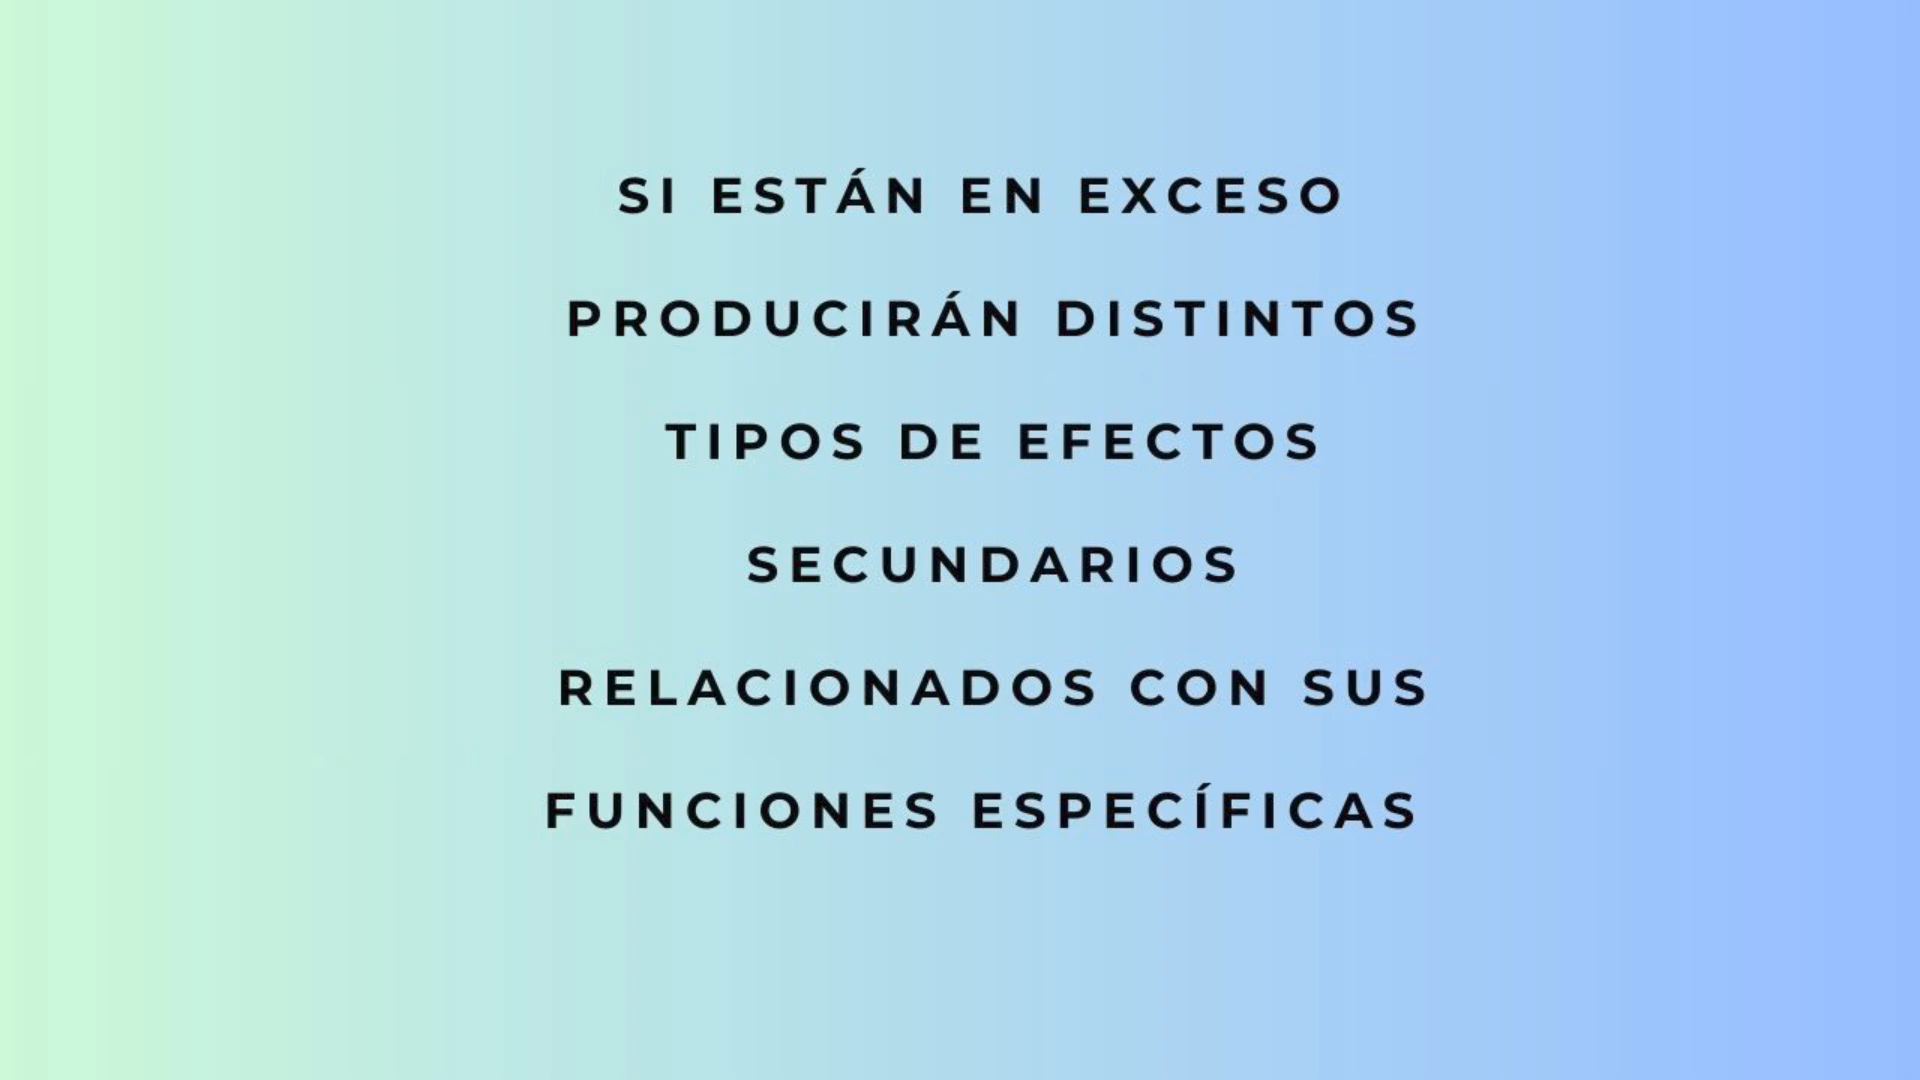 SI ESTÁN EN EXCESO
PRODUCIRÁN DISTINTOS
TIPOS DE EFECTOS
SECUNDARIOS
RELACIONADOS CON SUS
FUNCIONES ESPECÍFICAS